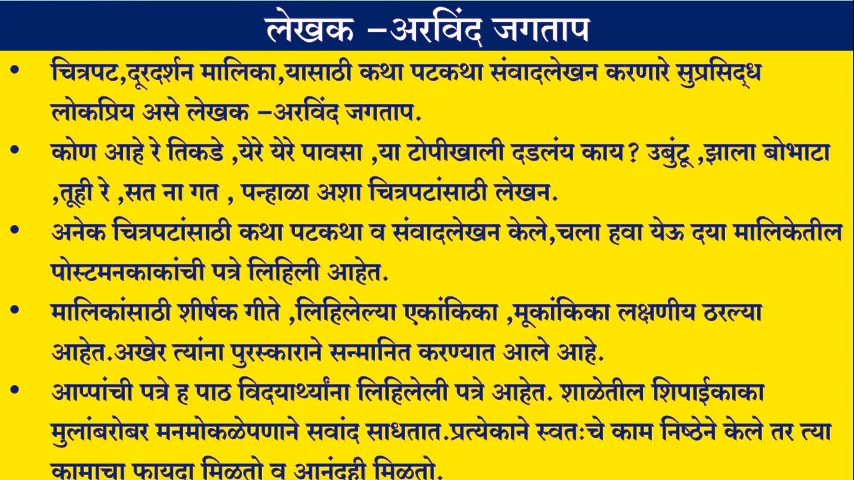 लेखक –अरविंद जगताप
• चित्रपट,दूरदर्शन मालिका,यासाठी कथा पटकथा संवादलेखन करणारे सुप्रसिद्ध
लोकप्रिय असे लेखक –अरविंद जगताप.
• कोण आहे रे तिकडे ,येरे येरे पावसा ,या टोपीखाली दडलंय काय? उबुंटू ,झाला बोभाटा
,तूही रे ,सत ना गत , पन्हाळा अशा चित्रपटांसाठी लेखन.
• अनेक चित्रपटांसाठी कथा पटकथा व संवादलेखन केले,चला हवा येऊ दया मालिकेतील
पोस्टमनकाकांची पत्रे लिहिली आहेत.
• मालिकांसाठी शीर्षक गीते ,लिहिलेल्या एकांकिका ,मूकांकिका लक्षणीय ठरल्या
आहेत.अखेर त्यांना पुरस्काराने सन्मानित करण्यात आले आहे.
• आप्पांची पत्रे ह पाठ विदयार्थ्यांना लिहिलेली पत्रे आहेत. शाळेतील शिपाईकाका
मुलांबरोबर मनमोकळेपणाने सवांद साधतात.प्रत्येकाने स्वतःचे काम निष्ठेने केले तर त्या
कामाचा फायदा मिळतो व आनंदही मिळतो.